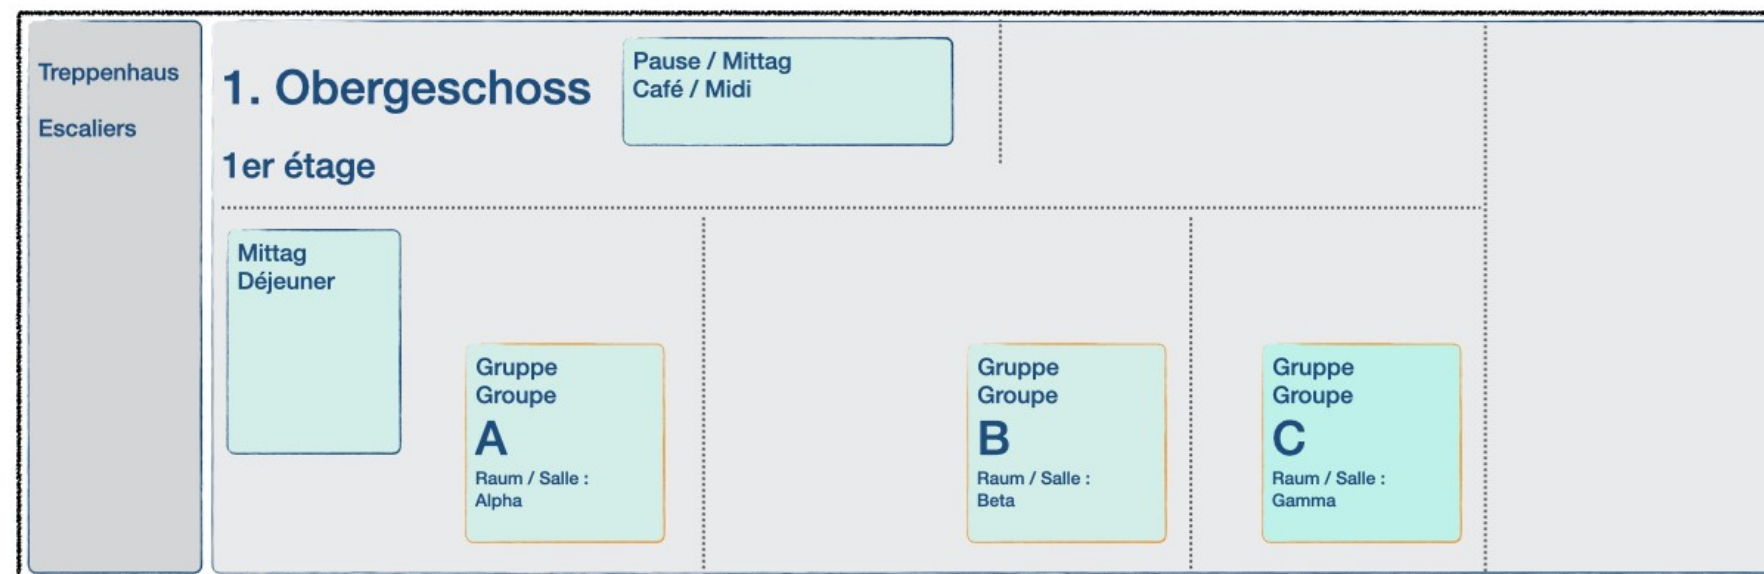 Treppenhaus
Escaliers
1. Obergeschoss
1er étage
Pause / Mittag
Café / Midi
Mittag
Déjeuner
Gruppe
Groupe
A
Raum / Salle :
Alpha
Gruppe
Groupe
B
Raum / Salle :
Beta
Gruppe
Groupe
C
Raum / Salle :
Gamma